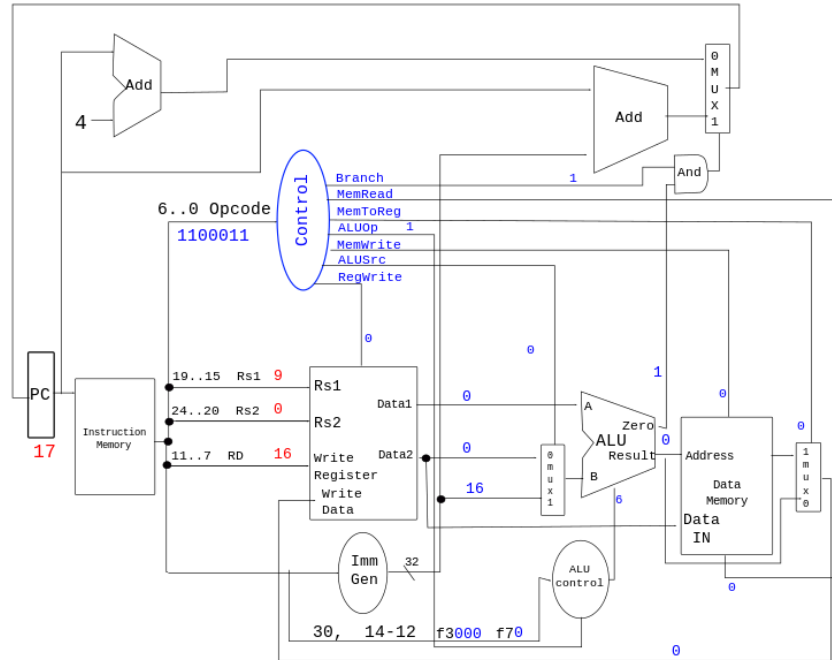 0
M
U
X
1
Add
4
Add
And
Branch
1
MemRead
6..0 Opcode
Control
MemToReg
1100011
ALUOp
1
MemWrite
ALUSrc
RegWrite
0
0
1
0
19..15 Rs1 9
Rs1
Data1
0
A
PC
24..20 Rs2 0
Rs2
Zero
0
Instruction
Memory
17
11..7 RD 16
Write
Register
Write
Data
Data2
0
16
0
m
u
x
1
B
ALU
Result
0
Address
Data
Memory
Data
IN
1
m
u
x
0
6
Imm
Gen
32
ALU
control
0
30, 14-12 f3000 f70
0